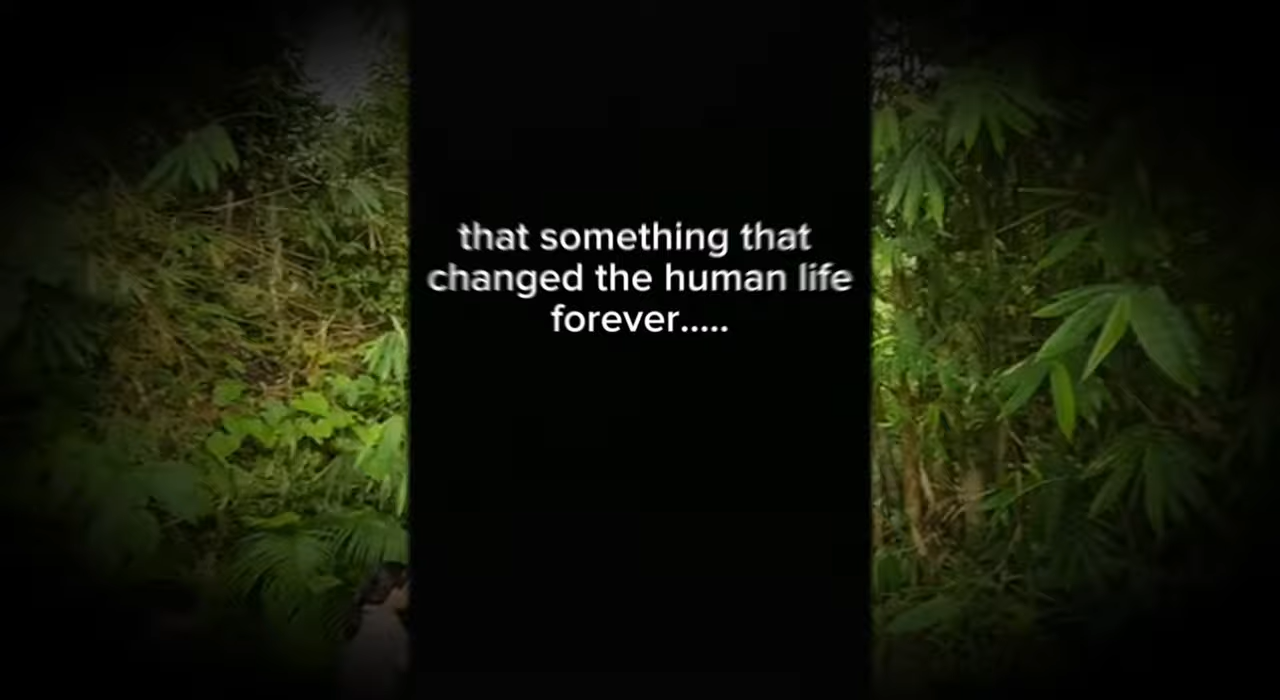 that something that
changed the human life
forever.....